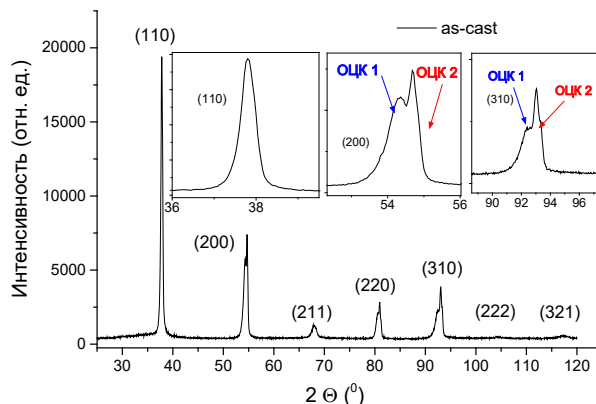 as-cast
20000
15000
10000
5000
0
Интенсивность (отн. ед.)
(110)
(200)
(211)
(220)
(310)
(222)
(321)
(110)
36 38
ОЦК 1
ОЦК 2
(200)
54 56
ОЦК 1
ОЦК 2
(310)
90 92 94 96
30 40 50 60 70 80 90 100 110 120
2 Θ (⁰)